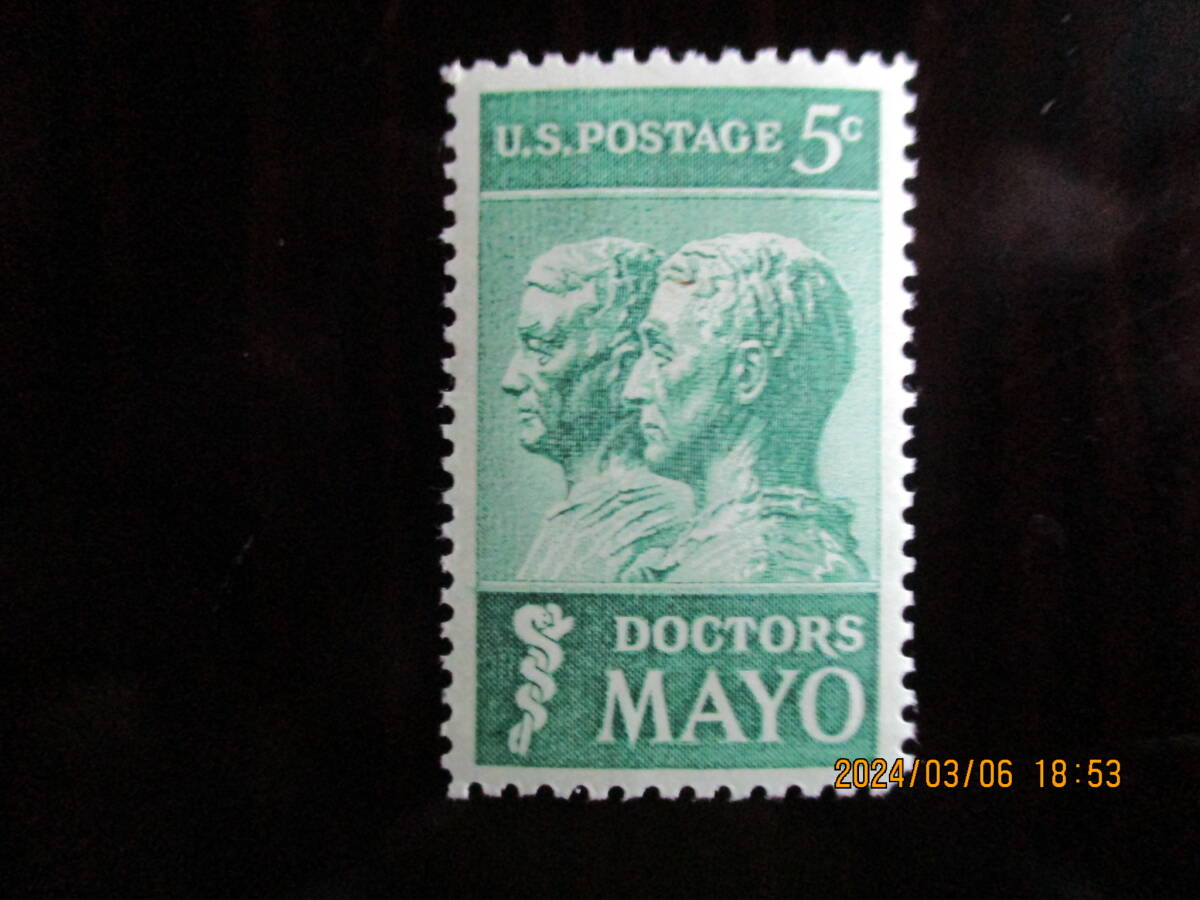 U.S. POSTAGE 5c
DOCTORS
MAYO
2024/03/06 18:53